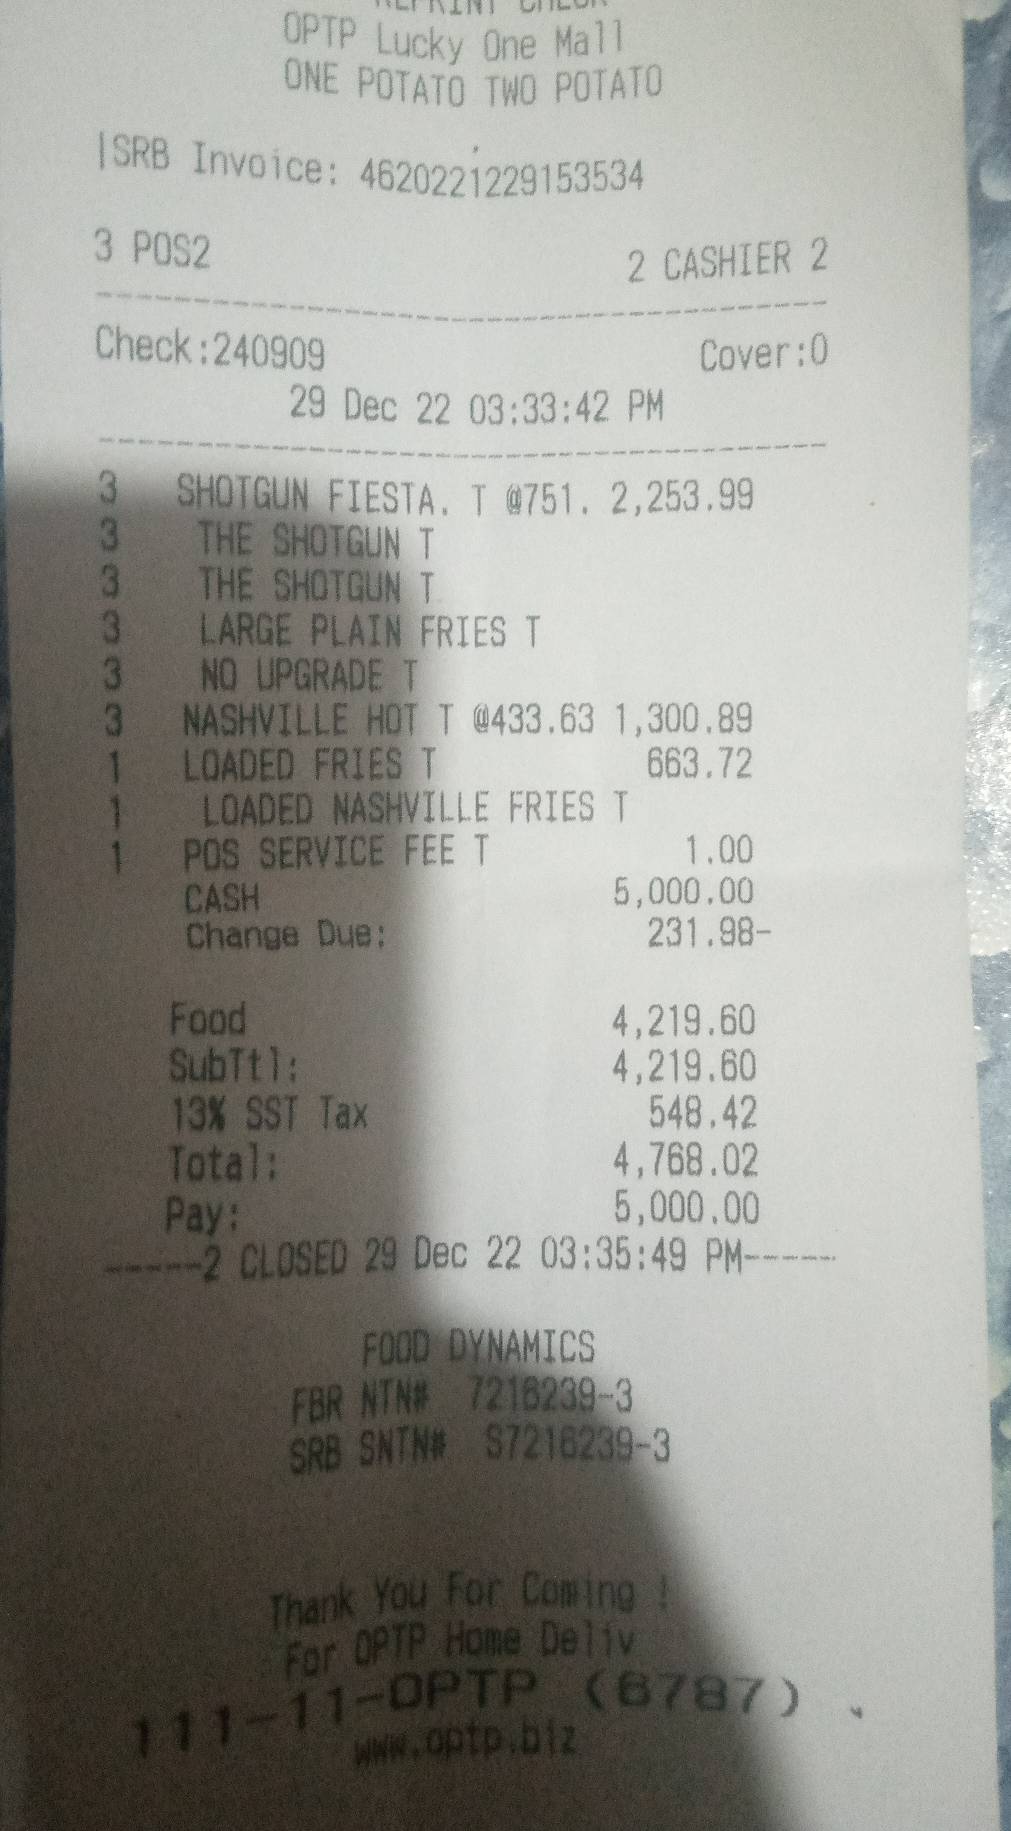 REPRINT CHECK
OPTP Lucky One Mall
ONE POTATO TWO POTATO
|SRB Invoice: 4620221229153534
3 POS2 2 CASHIER 2
Check:240909 Cover:0
29 Dec 22 03:33:42 PM
3 SHOTGUN FIESTA. T @751. 2,253.99
3 THE SHOTGUN T
3 THE SHOTGUN T
3 LARGE PLAIN FRIES T
3 NO UPGRADE T
3 NASHVILLE HOT T @433.63 1,300.89
1 LOADED FRIES T 663.72
1 LOADED NASHVILLE FRIES T
1 POS SERVICE FEE T 1.00
CASH 5,000.00
Change Due: 231.98-
Food 4,219.60
SubTtl: 4,219.60
13% SST Tax 548.42
Total: 4,768.02
Pay: 5,000.00
-----2 CLOSED 29 Dec 22 03:35:49 PM-----
FOOD DYNAMICS
FBR NTN# 7216239-3
SRB SNTN# S7216239-3
Thank You For Coming !
For OPTP Home Deliv
111-11-OPTP (6787)
www.optp.biz